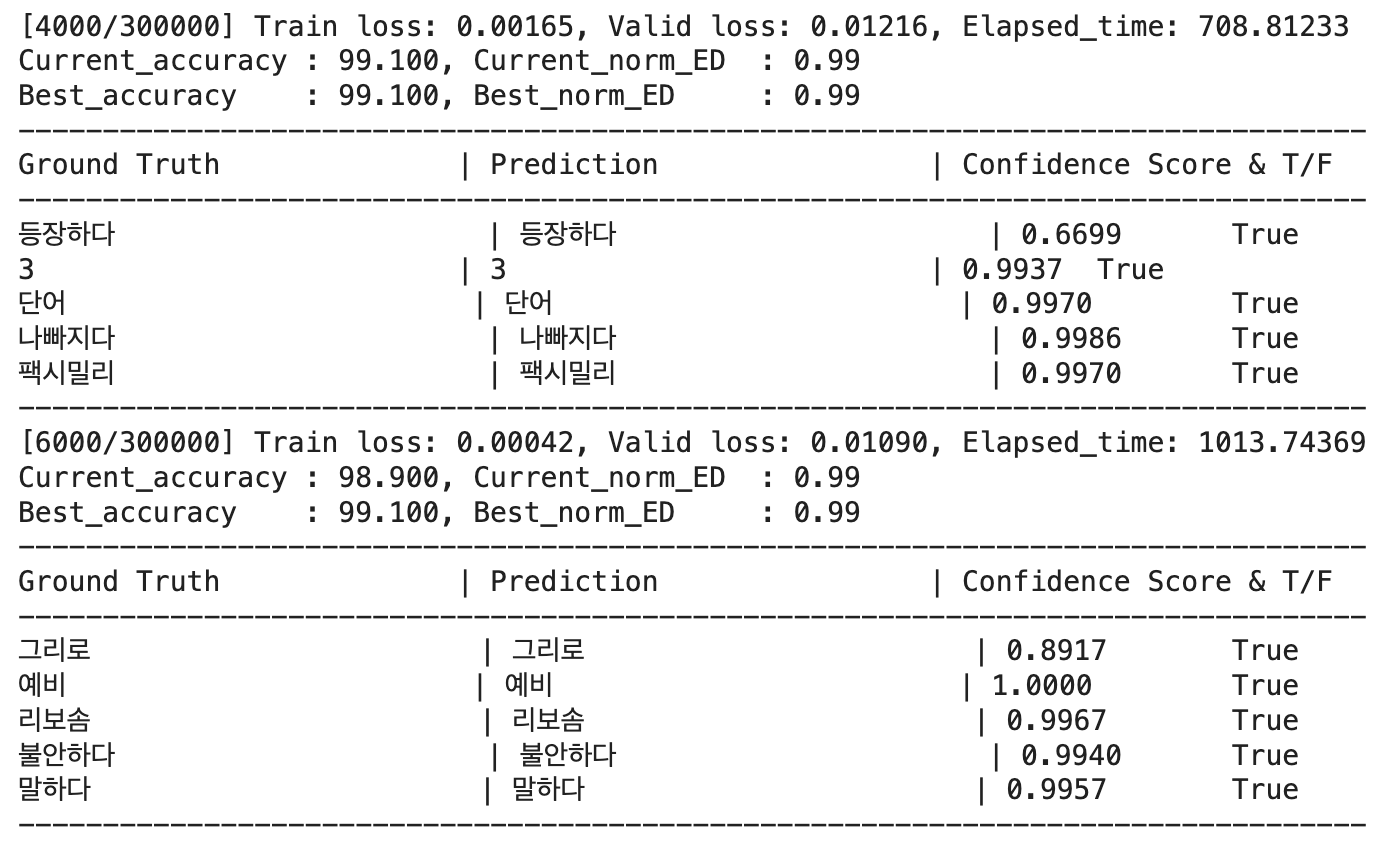 [4000/300000] Train loss: 0.00165, Valid loss: 0.01216, Elapsed_time: 708.81233
Current_accuracy : 99.100, Current_norm_ED  : 0.99
Best_accuracy    : 99.100, Best_norm_ED     : 0.99
--------------------------------------------------------------------------------
Ground Truth              | Prediction                | Confidence Score & T/F
--------------------------------------------------------------------------------
등장하다                      | 등장하다                      | 0.6699	True
3                         | 3                         | 0.9937	True
단어                        | 단어                        | 0.9970	True
나빠지다                      | 나빠지다                      | 0.9986	True
팩시밀리                      | 팩시밀리                      | 0.9970	True
--------------------------------------------------------------------------------
[6000/300000] Train loss: 0.00042, Valid loss: 0.01090, Elapsed_time: 1013.74369
Current_accuracy : 98.900, Current_norm_ED  : 0.99
Best_accuracy    : 99.100, Best_norm_ED     : 0.99
--------------------------------------------------------------------------------
Ground Truth              | Prediction                | Confidence Score & T/F
--------------------------------------------------------------------------------
그리로                       | 그리로                       | 0.8917	True
예비                        | 예비                        | 1.0000	True
리보솜                       | 리보솜                       | 0.9967	True
불안하다                      | 불안하다                      | 0.9940	True
말하다                       | 말하다                       | 0.9957	True
--------------------------------------------------------------------------------